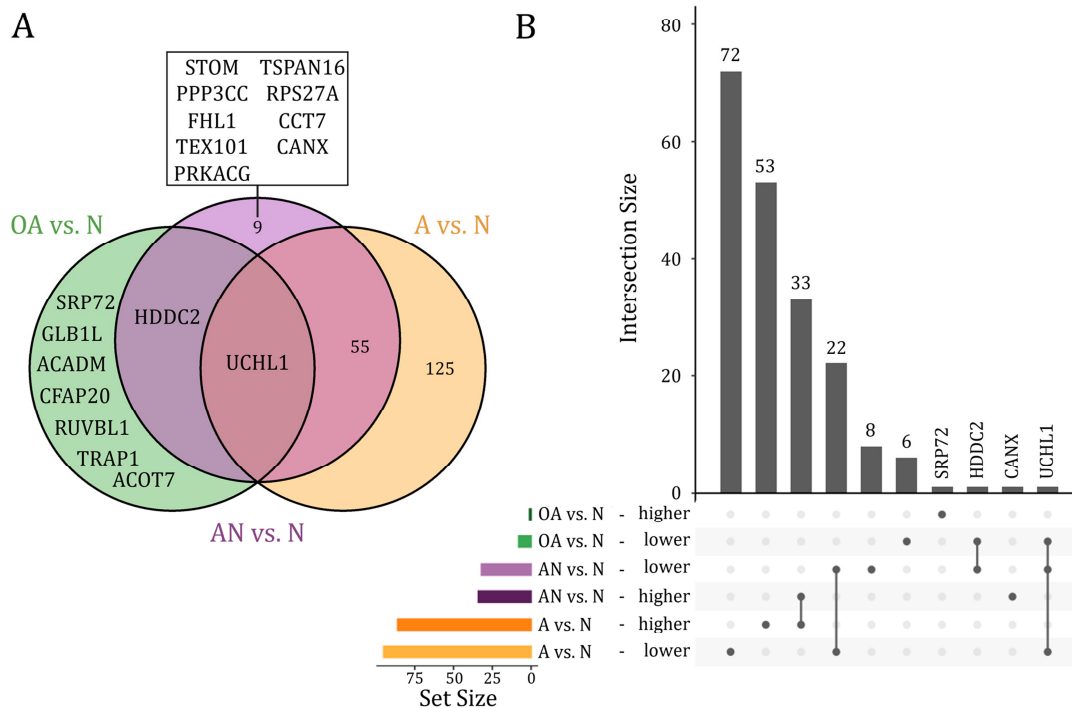 A
STOM TSPAN16
PPP3CC RPS27A
FHL1 CCT7
TEX101 CANX
PRKACG
OA vs. N
A vs. N
9
SRP72
HDDC2
GLB1L
ACADM
UCHL1
55
125
CFAP20
RUVBL1
TRAP1
ACOT7
AN vs. N
B
Intersection Size
80
60
40
20
0
72
53
33
22
8
6
SRP72
HDDC2
CANX
UCHL1
OA vs. N - higher
OA vs. N - lower
AN vs. N - lower
AN vs. N - higher
A vs. N - higher
A vs. N - lower
75 50 25 0
Set Size